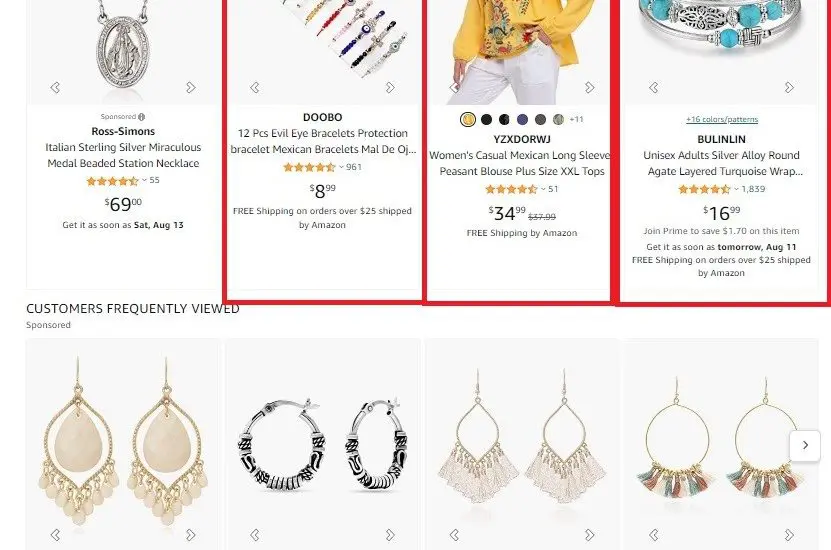 Sponsored
Ross-Simons
Italian Sterling Silver Miraculous
Medal Beaded Station Necklace
55
$69.00
Get it as soon as Sat, Aug 13
DOOBO
12 Pcs Evil Eye Bracelets Protection
bracelet Mexican Bracelets Mal De Oj...
961
$8.99
FREE Shipping on orders over $25 shipped
by Amazon
+11
YZXDORWJ
Women's Casual Mexican Long Sleeve
Peasant Blouse Plus Size XXL Tops
51
$34.99 $37.99
FREE Shipping by Amazon
+16 colors/patterns
BULINLIN
Unisex Adults Silver Alloy Round
Agate Layered Turquoise Wrap...
1,839
$16.99
Join Prime to save $1.70 on this item
Get it as soon as tomorrow, Aug 11
FREE Shipping on orders over $25 shipped
by Amazon
CUSTOMERS FREQUENTLY VIEWED
Sponsored